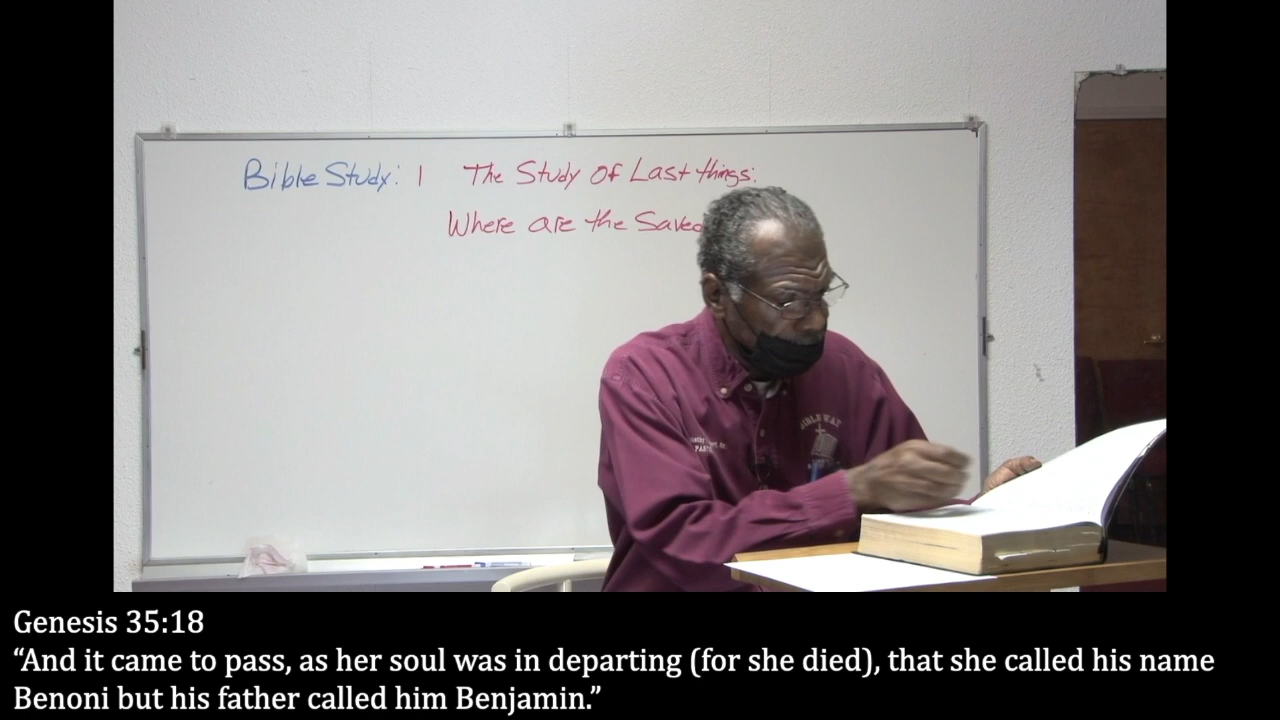 Bible Study: 1 The Study Of Last things:
Where are the Saved
BIBLE WAY
Genesis 35:18
“And it came to pass, as her soul was in departing (for she died), that she called his name
Benoni but his father called him Benjamin.”